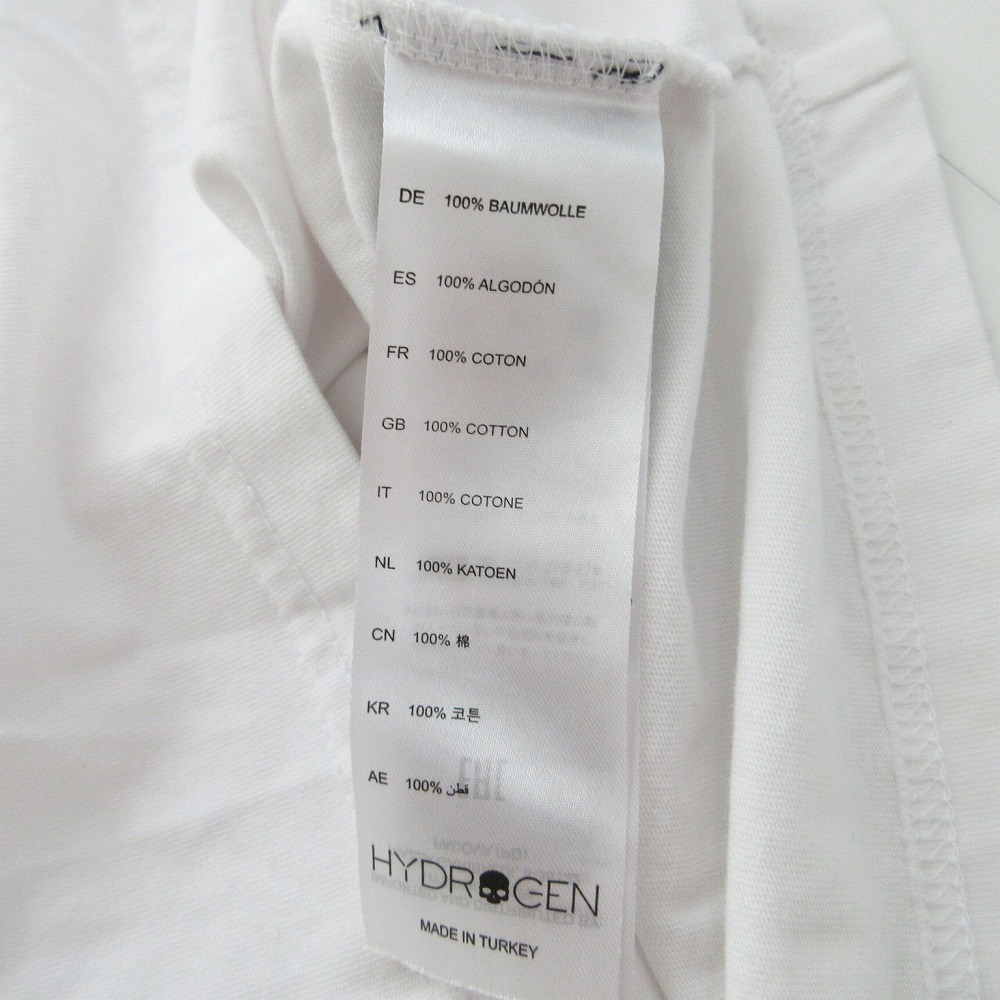 DE 100% BAUMWOLLE
ES 100% ALGODÓN
FR 100% COTON
GB 100% COTTON
IT 100% COTONE
NL 100% KATOEN
CN 100% 棉
KR 100% 코튼
AE 100% قطن
HYDROGEN
MADE IN TURKEY